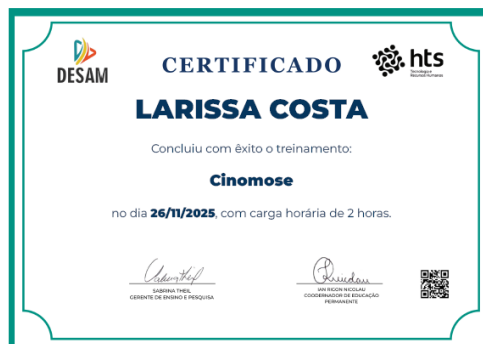 DESAM
CERTIFICADO
hts
Tecnologia e
Recursos Humanos
LARISSA COSTA
Concluiu com êxito o treinamento:
Cinomose
no dia 26/11/2025, com carga horária de 2 horas.
SABRINA THEIL
GERENTE DE ENSINO E PESQUISA
IAN RIGON NICOLAU
COODERNADOR DE EDUCAÇÃO
PERMANENTE